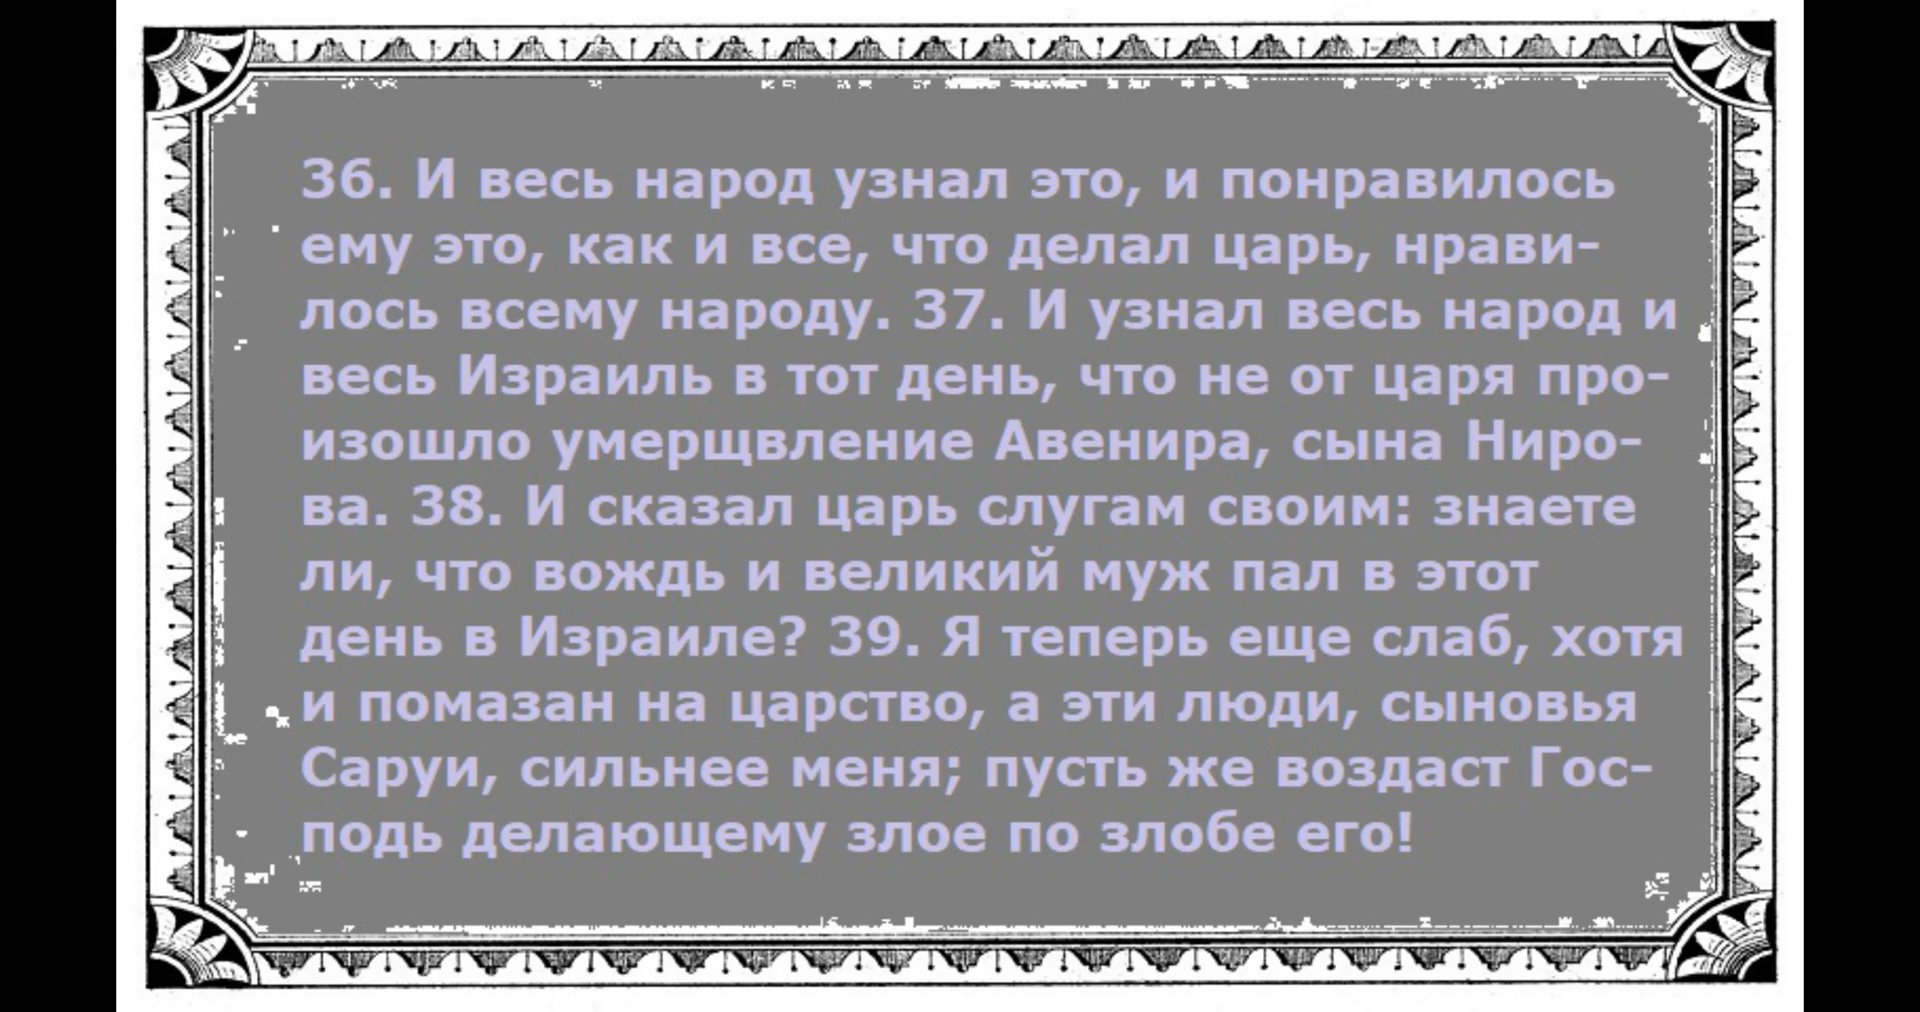 36. И весь народ узнал это, и понравилось
ему это, как и все, что делал царь, нрави-
лось всему народу. 37. И узнал весь народ и
весь Израиль в тот день, что не от царя про-
изошло умерщвление Авенира, сына Ниро-
ва. 38. И сказал царь слугам своим: знаете
ли, что вождь и великий муж пал в этот
день в Израиле? 39. Я теперь еще слаб, хотя
и помазан на царство, а эти люди, сыновья
Саруи, сильнее меня; пусть же воздаст Гос-
подь делающему злое по злобе его!